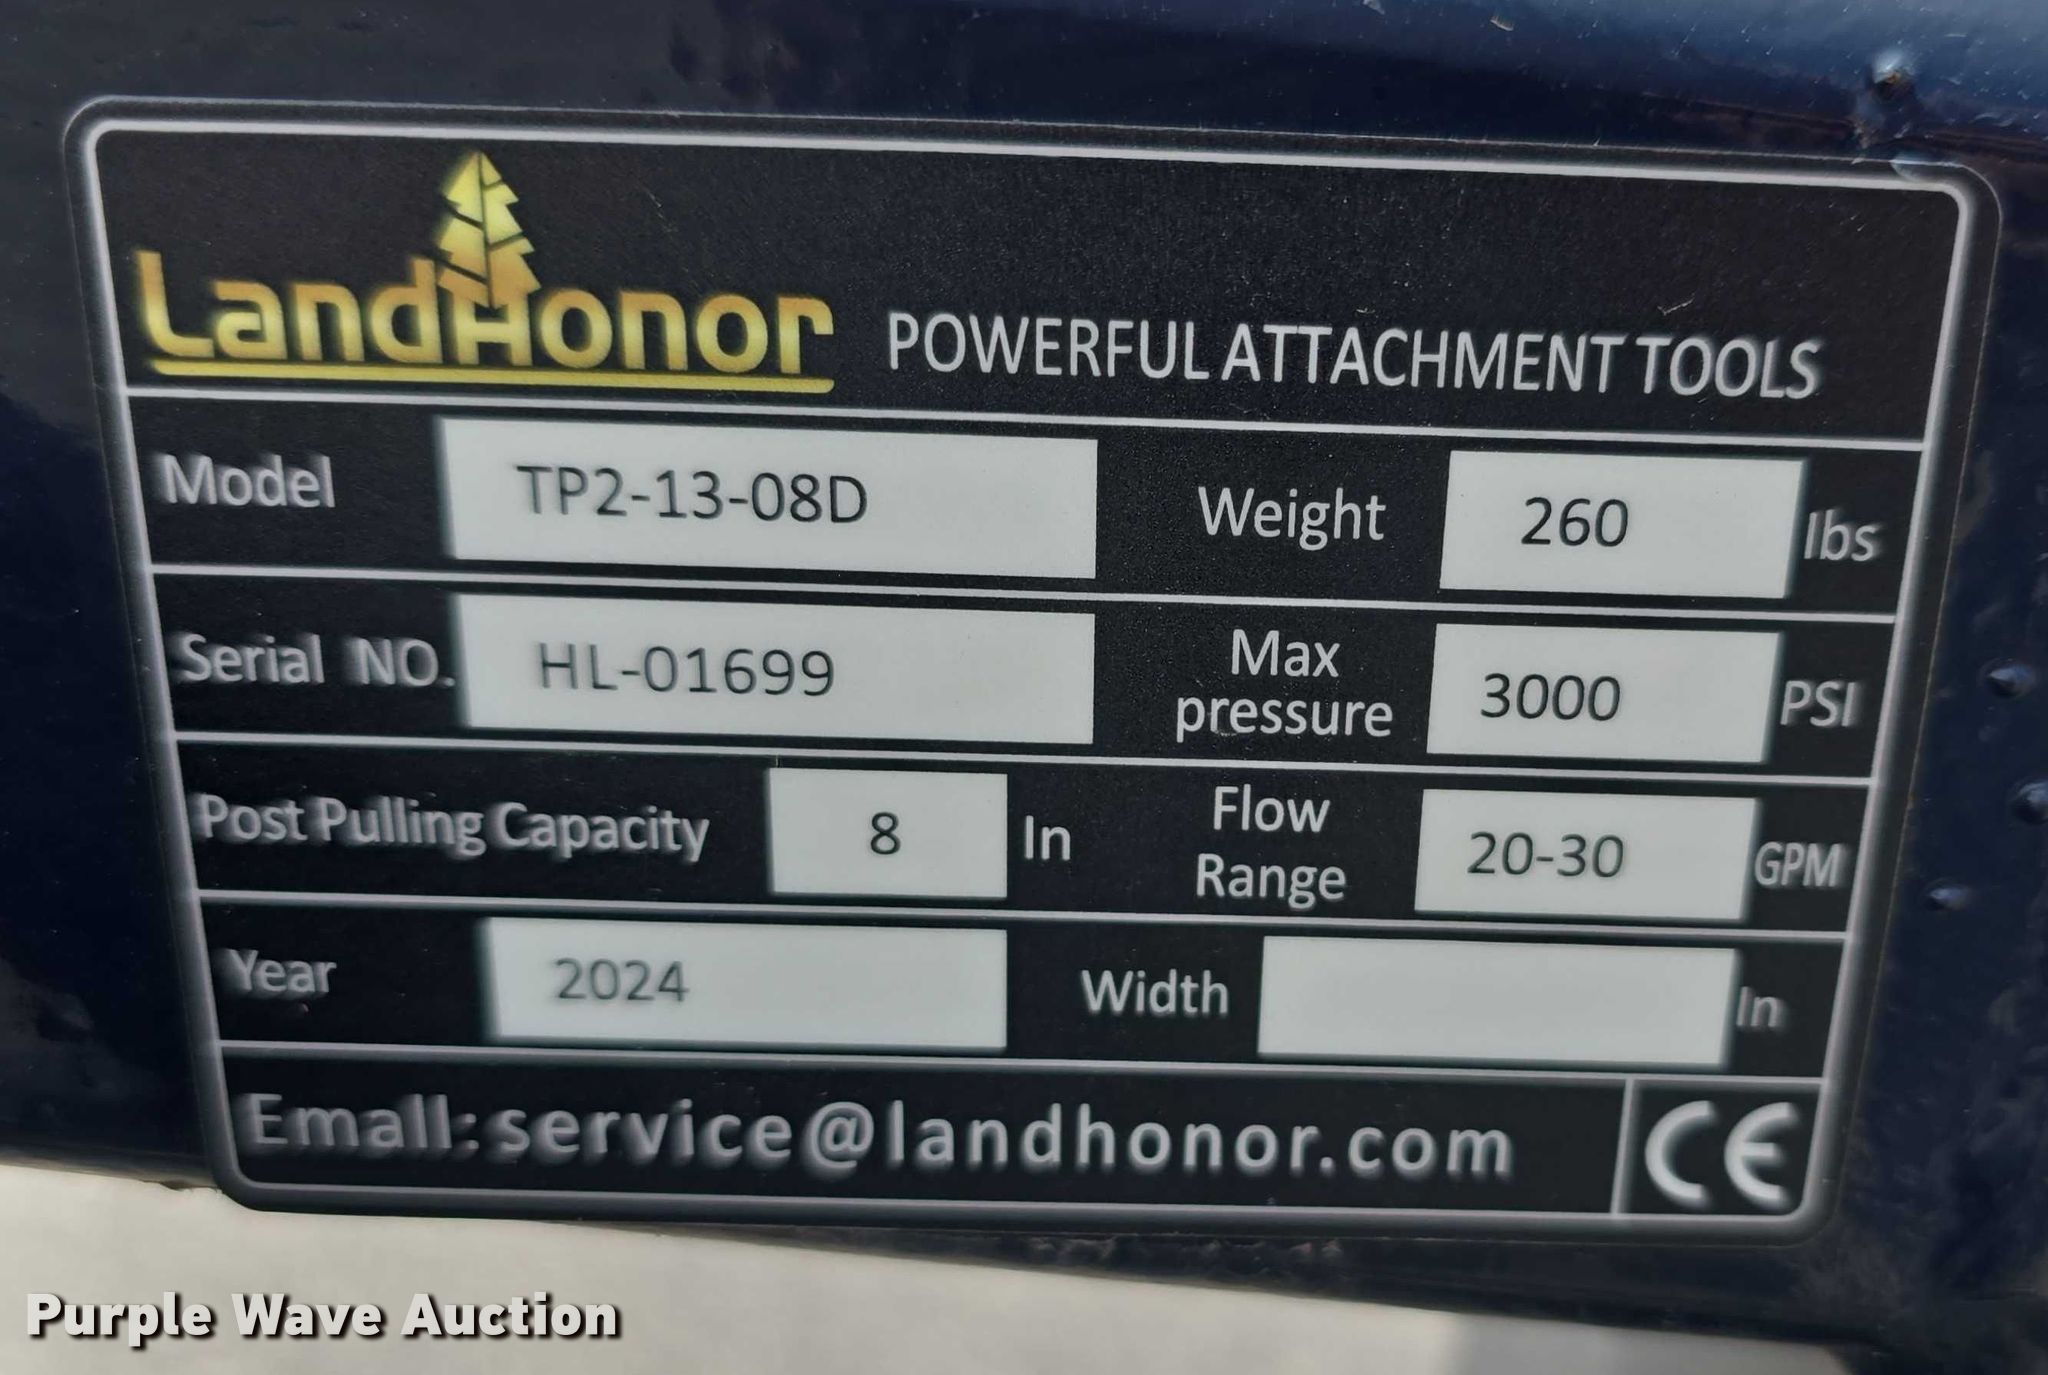 LandHonor POWERFUL ATTACHMENT TOOLS
Model TP2-13-08D Weight 260 lbs
Serial NO. HL-01699 Max pressure 3000 PSI
Post Pulling Capacity 8 In Flow Range 20-30 GPM
Year 2024 Width In
Emall:service@landhonor.com CE
Purple Wave Auction